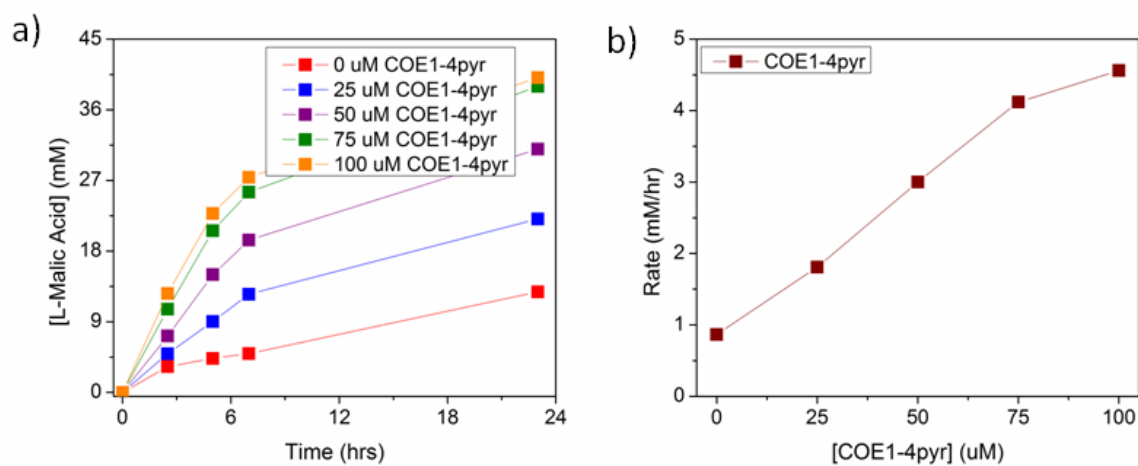 a)
45
36
27
18
9
0
[L-Malic Acid] (mM)
0 uM COE1-4pyr
25 uM COE1-4pyr
50 uM COE1-4pyr
75 uM COE1-4pyr
100 uM COE1-4pyr
0 6 12 18 24
Time (hrs)
b)
5
4
3
2
1
0
Rate (mM/hr)
COE1-4pyr
0 25 50 75 100
[COE1-4pyr] (uM)